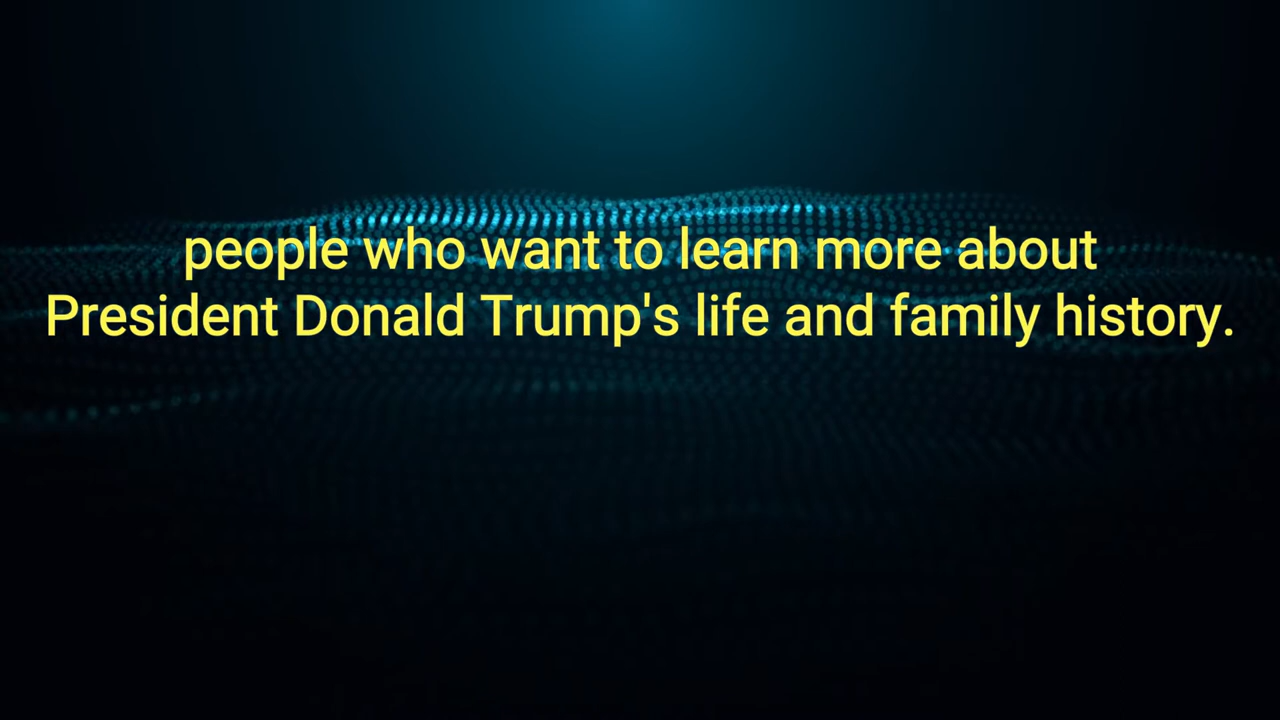 people who want to learn more about
President Donald Trump's life and family history.